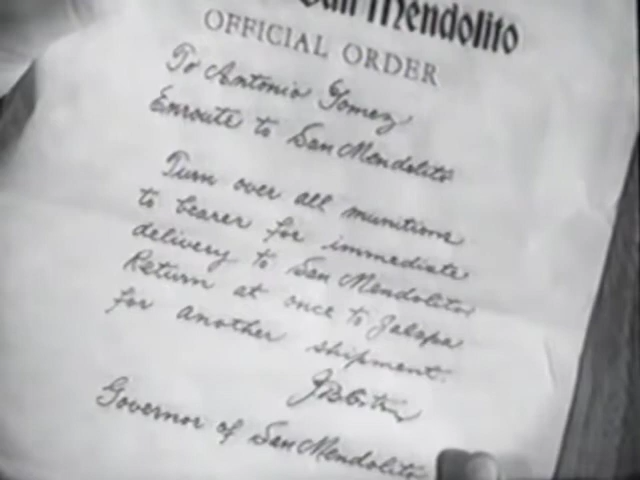 San Mendolito
OFFICIAL ORDER
To Antonio Gomez
Enroute to San Mendolito
Turn over all munitions
to bearer for immediate
delivery to San Mendolito
Return at once to Jalapa
for another shipment.
Governor of San Mendolito